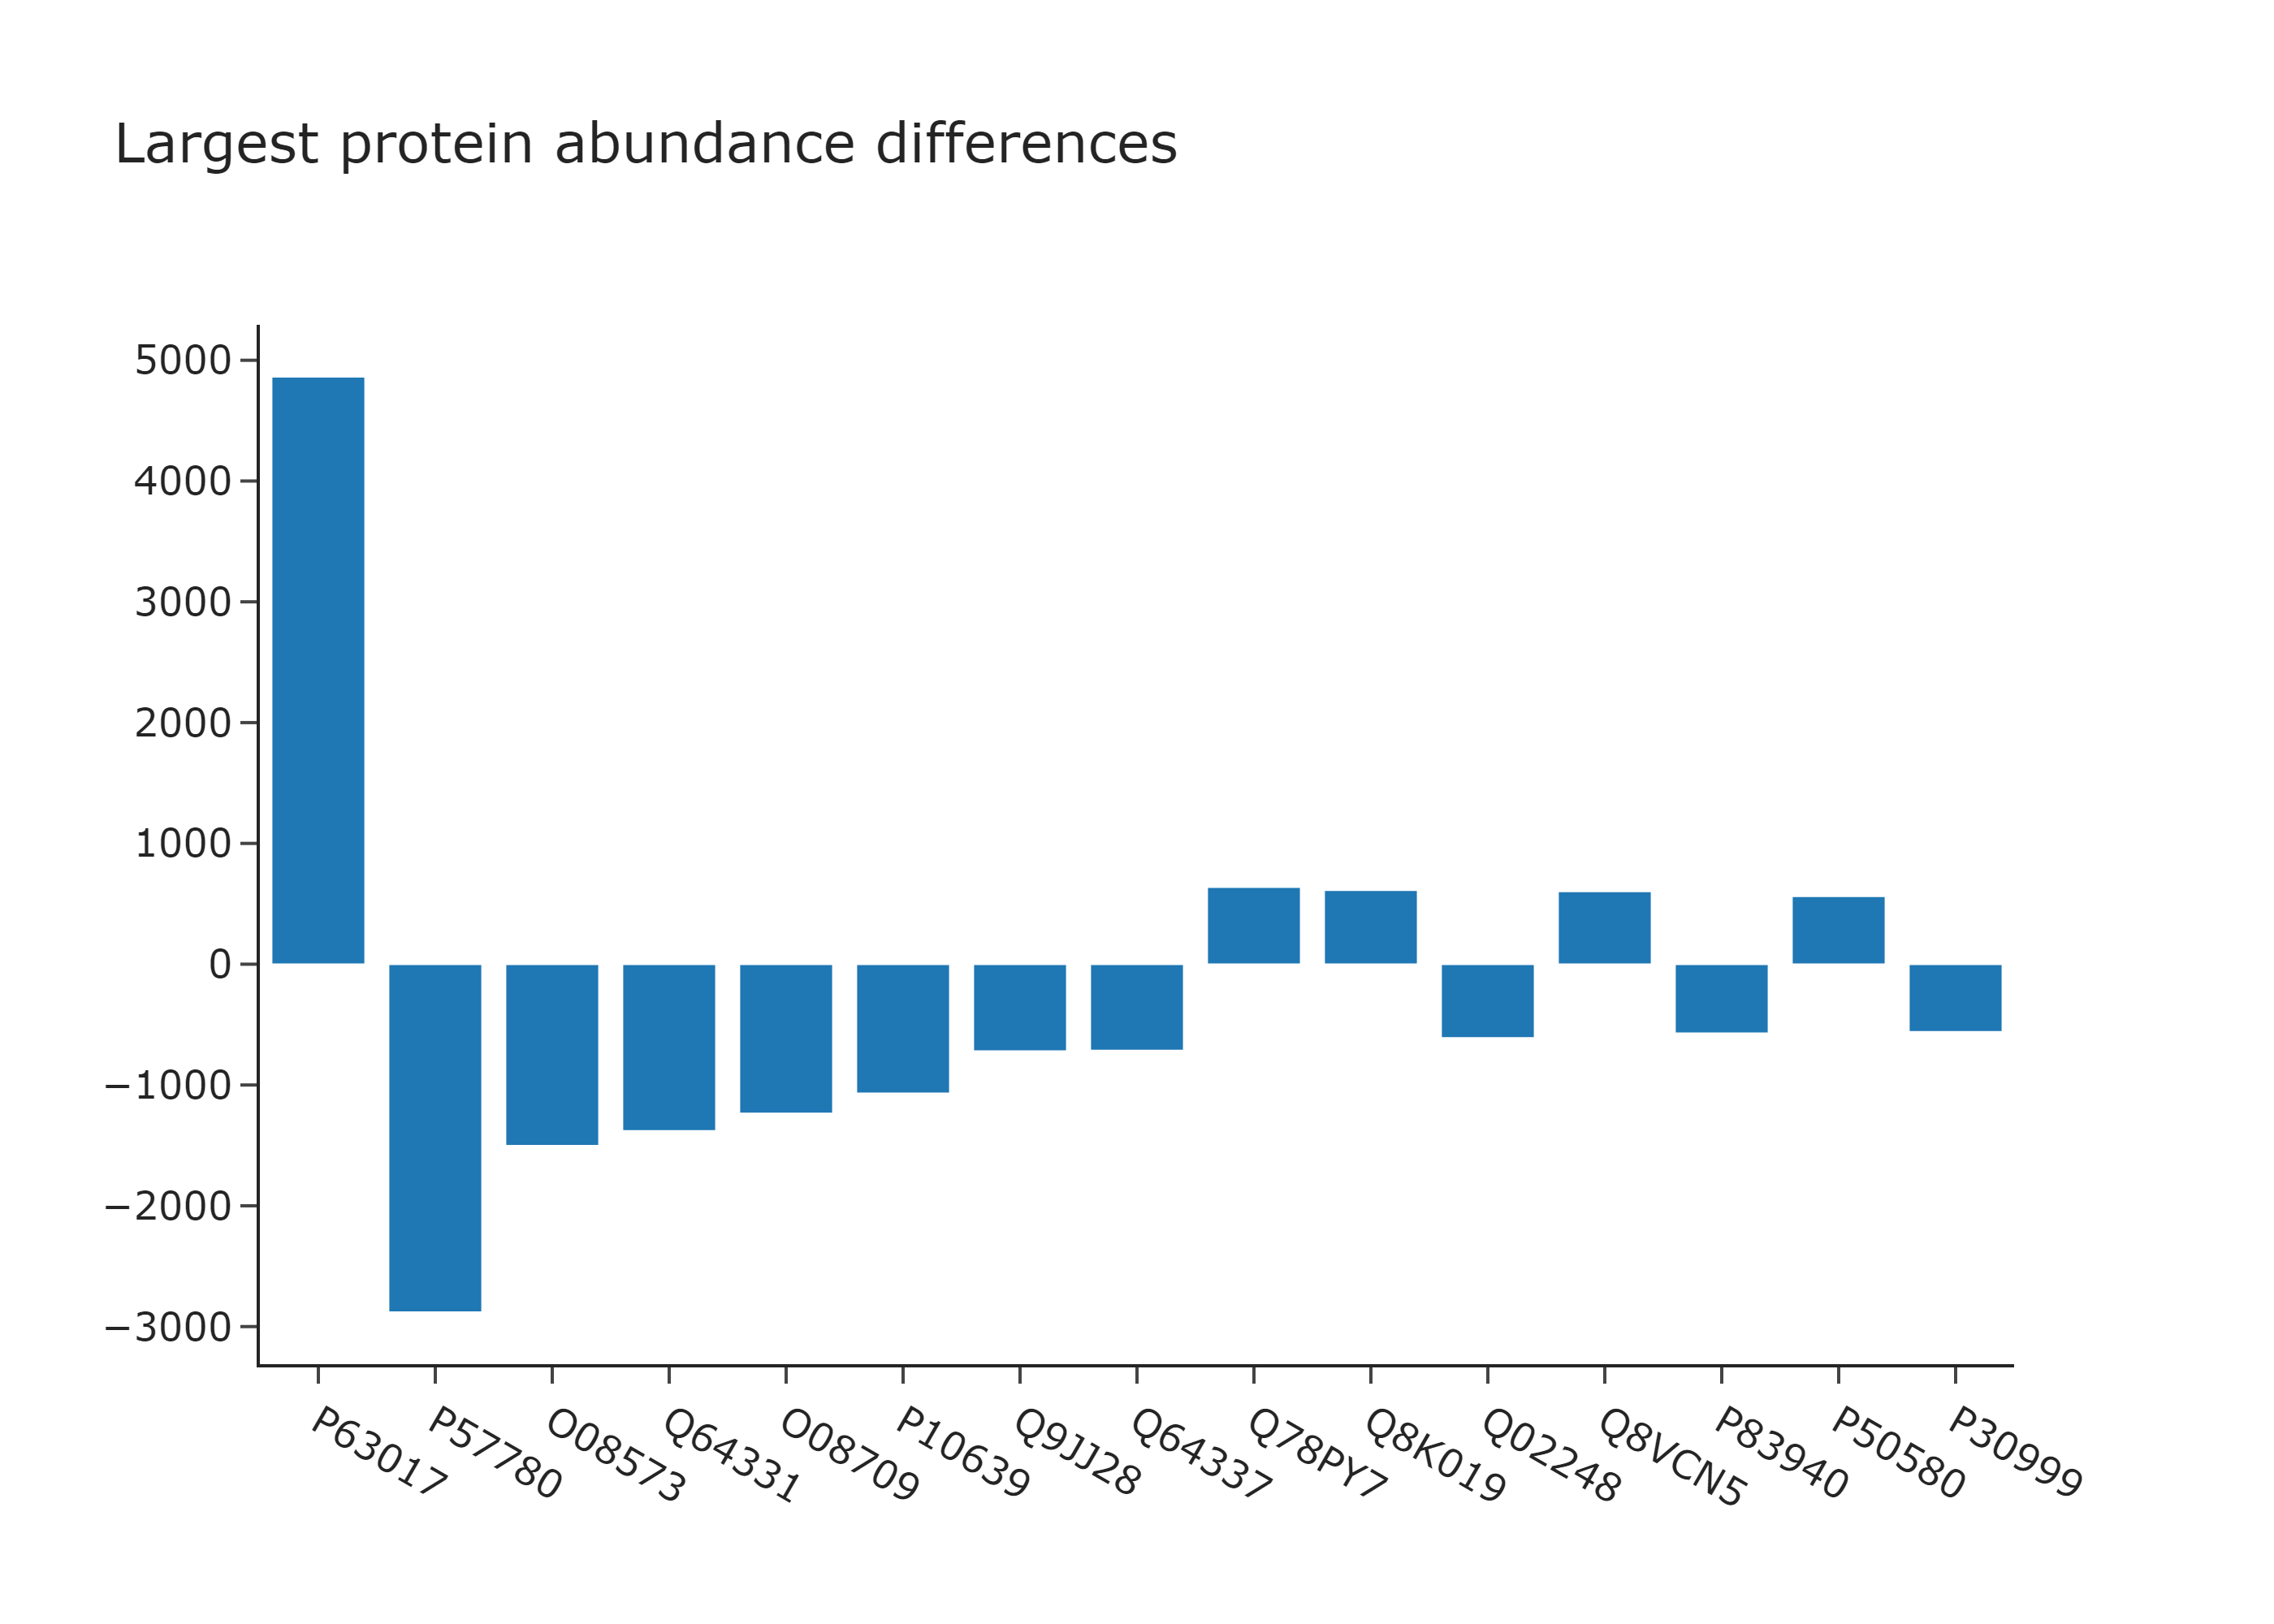 Largest protein abundance differences
5000
4000
3000
2000
1000
0
−1000
−2000
−3000
P63017
P57780
O08573
Q64331
O08709
P10639
Q9JJ28
Q64337
Q78PY7
Q8K019
Q02248
Q8VCN5
P83940
P50580
P30999